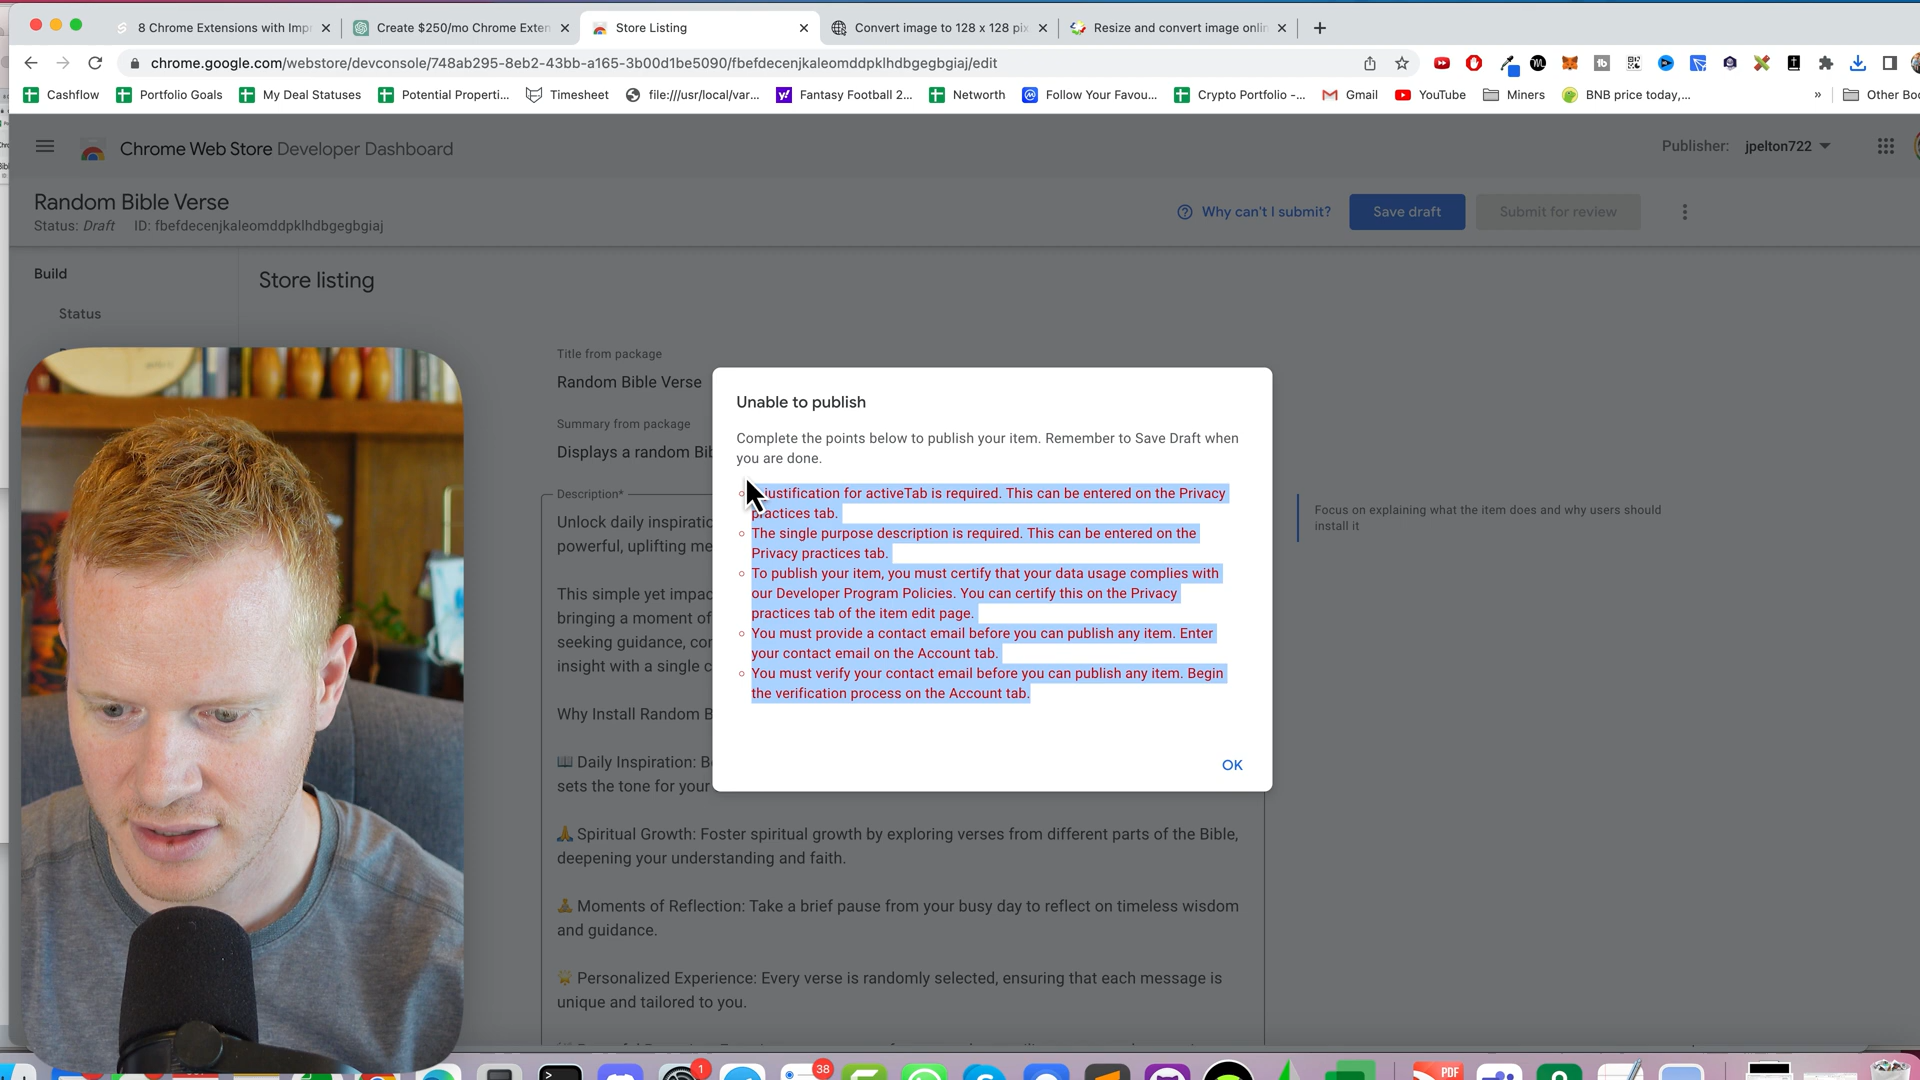 8 Chrome Extensions with Impr
Create $250/mo Chrome Exten
Store Listing
Convert image to 128 x 128 pix
Resize and convert image onlin
chrome.google.com/webstore/devconsole/748ab295-8eb2-43bb-a165-3b00d1be5090/fbefdecenjkaleomddpklhdbgegbgiaj/edit
Cashflow
Portfolio Goals
My Deal Statuses
Potential Properti...
Timesheet
file:///usr/local/var...
Fantasy Football 2...
Networth
Follow Your Favou...
Crypto Portfolio -...
Gmail
YouTube
Miners
BNB price today,...
»
Other Boo
Chrome Web Store Developer Dashboard
Publisher: jpelton722
Random Bible Verse
Status: Draft ID: fbefdecenjkaleomddpklhdbgegbgiaj
Why can't I submit?
Save draft
Submit for review
Build
Status
Store listing
Title from package
Random Bible Verse
Summary from package
Displays a random Bib
Description*
Unlock daily inspiratio
powerful, uplifting me
This simple yet impac
bringing a moment of
seeking guidance, con
insight with a single c
Why Install Random B
📖 Daily Inspiration: Be
sets the tone for your
🙏 Spiritual Growth: Foster spiritual growth by exploring verses from different parts of the Bible,
deepening your understanding and faith.
🧘 Moments of Reflection: Take a brief pause from your busy day to reflect on timeless wisdom
and guidance.
🌟 Personalized Experience: Every verse is randomly selected, ensuring that each message is
unique and tailored to you.
Focus on explaining what the item does and why users should
install it
Unable to publish
Complete the points below to publish your item. Remember to Save Draft when
you are done.
justification for activeTab is required. This can be entered on the Privacy
practices tab.
The single purpose description is required. This can be entered on the
Privacy practices tab.
To publish your item, you must certify that your data usage complies with
our Developer Program Policies. You can certify this on the Privacy
practices tab of the item edit page.
You must provide a contact email before you can publish any item. Enter
your contact email on the Account tab.
You must verify your contact email before you can publish any item. Begin
the verification process on the Account tab.
OK
1
38
PDF